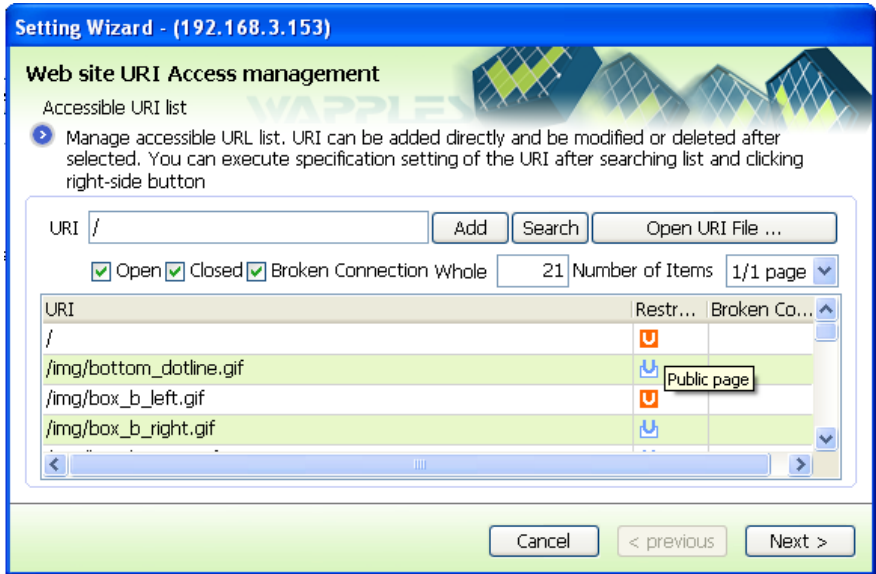 Setting Wizard - (192.168.3.153)
Web site URI Access management
WAPPLES
Accessible URI list
Manage accessible URL list. URI can be added directly and be modified or deleted after
selected. You can execute specification setting of the URI after searching list and clicking
right-side button
URI / Add Search Open URI File ...
Open Closed Broken Connection Whole 21 Number of Items 1/1 page
URI Restr... Broken Co...
/
/img/bottom_dotline.gif
Public page
/img/box_b_left.gif
/img/box_b_right.gif
Cancel < previous Next >